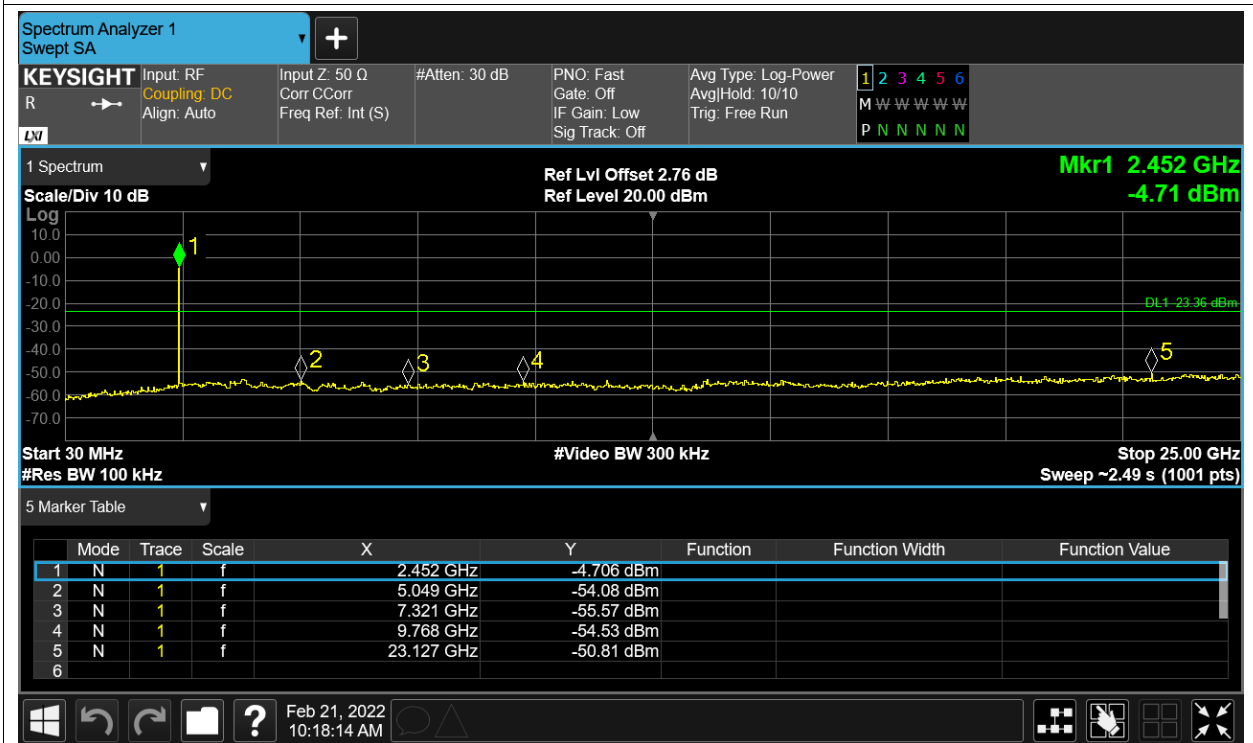 Spectrum Analyzer 1
Swept SA
KEYSIGHT
R
LXI
Input: RF
Coupling: DC
Align: Auto
Input Z: 50 Ω
Corr CCorr
Freq Ref: Int (S)
#Atten: 30 dB
PNO: Fast
Gate: Off
IF Gain: Low
Sig Track: Off
Avg Type: Log-Power
Avg|Hold: 10/10
Trig: Free Run
1 2 3 4 5 6
M W W W W W
P N N N N N
1 Spectrum
Scale/Div 10 dB
Ref Lvl Offset 2.76 dB
Ref Level 20.00 dBm
Mkr1 2.452 GHz
-4.71 dBm
Log
10.0
0.00
-10.0
-20.0
-30.0
-40.0
-50.0
-60.0
-70.0
1
2
3
4
5
DL1 -23.36 dBm
Start 30 MHz
#Res BW 100 kHz
#Video BW 300 kHz
Stop 25.00 GHz
Sweep ~2.49 s (1001 pts)
5 Marker Table
Mode Trace Scale X Y Function Function Width Function Value
1 N 1 f 2.452 GHz -4.706 dBm
2 N 1 f 5.049 GHz -54.08 dBm
3 N 1 f 7.321 GHz -55.57 dBm
4 N 1 f 9.768 GHz -54.53 dBm
5 N 1 f 23.127 GHz -50.81 dBm
6
?
Feb 21, 2022
10:18:14 AM